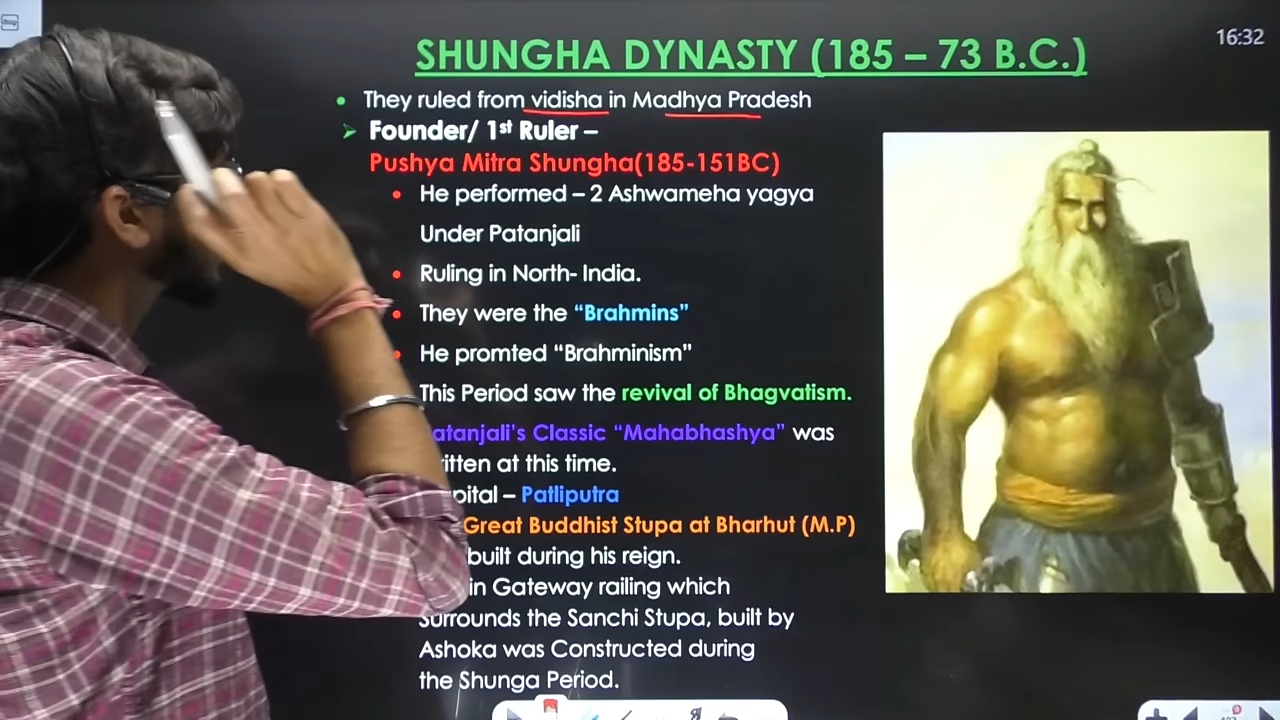 16:32
SHUNGHA DYNASTY (185 – 73 B.C.)
They ruled from vidisha in Madhya Pradesh
Founder/ 1st Ruler –
Pushya Mitra Shungha(185-151BC)
He performed – 2 Ashwameha yagya
Under Patanjali
Ruling in North- India.
They were the “Brahmins”
He promted “Brahminism”
This Period saw the revival of Bhagvatism.
atanjali’s Classic “Mahabhashya” was
itten at this time.
pital – Patliputra
Great Buddhist Stupa at Bharhut (M.P)
built during his reign.
in Gateway railing which
Surrounds the Sanchi Stupa, built by
Ashoka was Constructed during
the Shunga Period.